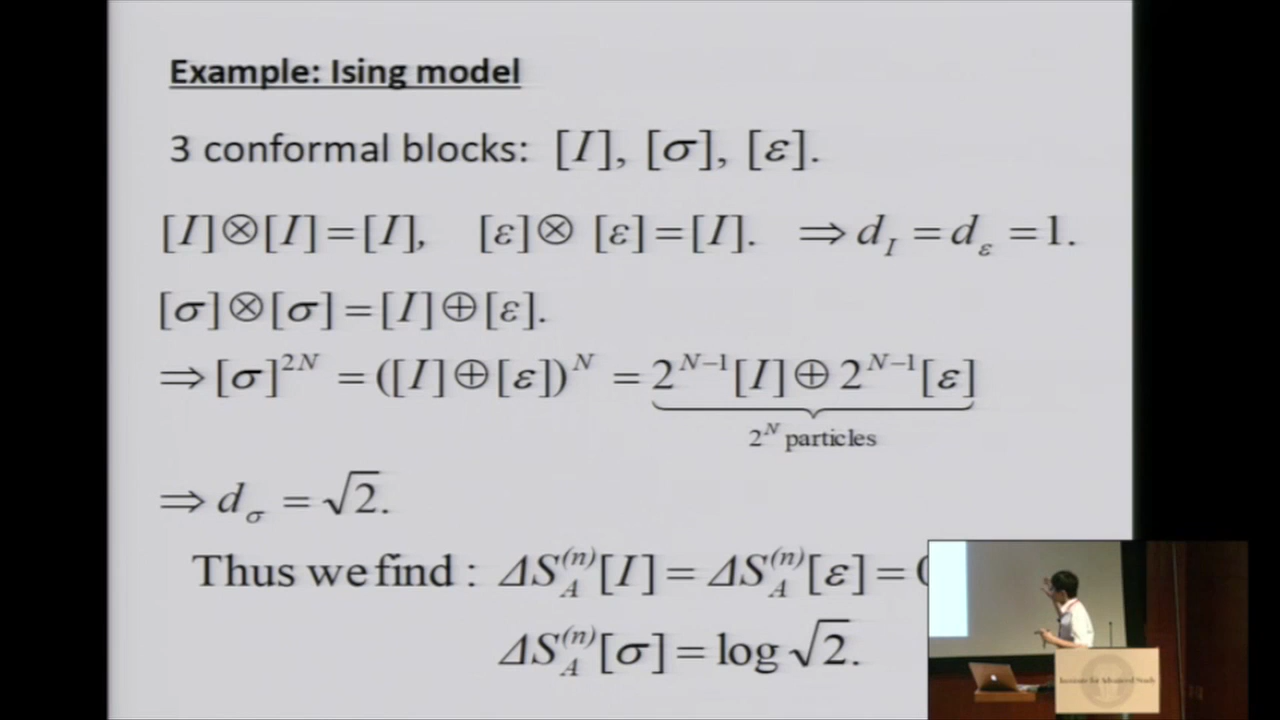 Example: Ising model
3 conformal blocks: [I], [σ], [ε].
[I]⊗[I]=[I], [ε]⊗ [ε]=[I]. ⇒d_I =d_ε =1.
[σ]⊗[σ]=[I]⊕[ε].
⇒[σ]^{2N} =([I]⊕[ε])^N =2^{N−1}[I]⊕2^{N−1}[ε]
2^N particles
⇒d_σ =√2.
Thus we find : ΔS_A^{(n)}[I]=ΔS_A^{(n)}[ε]=0
ΔS_A^{(n)}[σ]=log√2.
Institute for Advanced Study